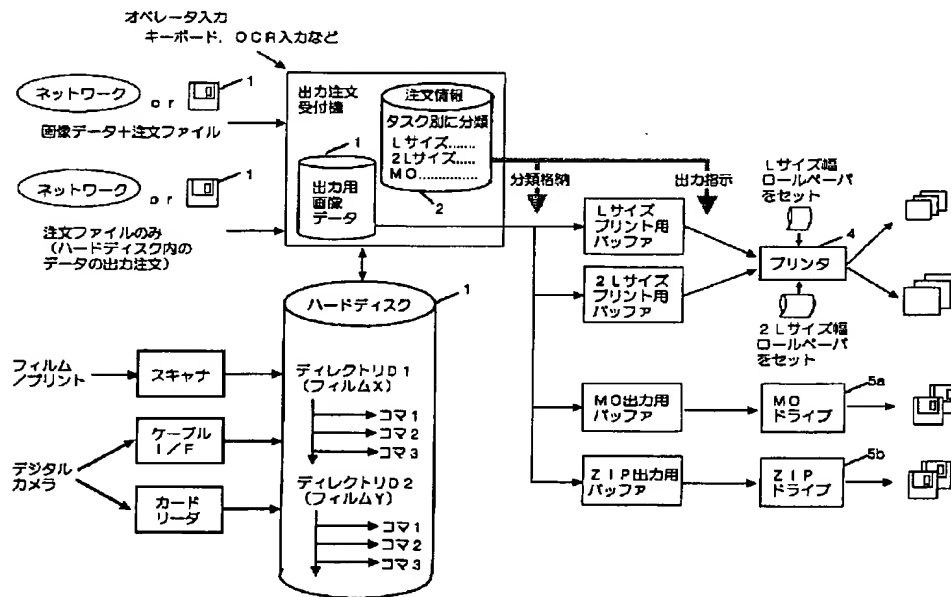 オペレータ入力
キーボード、OCR入力など
ネットワーク
or
1
画像データ+注文ファイル
ネットワーク
or
1
注文ファイルのみ
(ハードディスク内の
データの出力注文)
出力注文
受付機
1
出力用
画像
データ
注文情報
タスク別に分類
Lサイズ.......
2Lサイズ.....
MO..............
2
分類格納
出力指示
Lサイズ
プリント用
バッファ
2Lサイズ
プリント用
バッファ
Lサイズ幅
ロールペーパ
をセット
4
プリンタ
2Lサイズ幅
ロールペーパ
をセット
ハードディスク
1
フィルム
/プリント
スキャナ
デジタル
カメラ
ケーブル
I/F
カード
リーダ
ディレクトリD1
(フィルムX)
コマ1
コマ2
コマ3
ディレクトリD2
(フィルムY)
コマ1
コマ2
コマ3
MO出力用
バッファ
5a
MO
ドライブ
ZIP出力用
バッファ
5b
ZIP
ドライブ